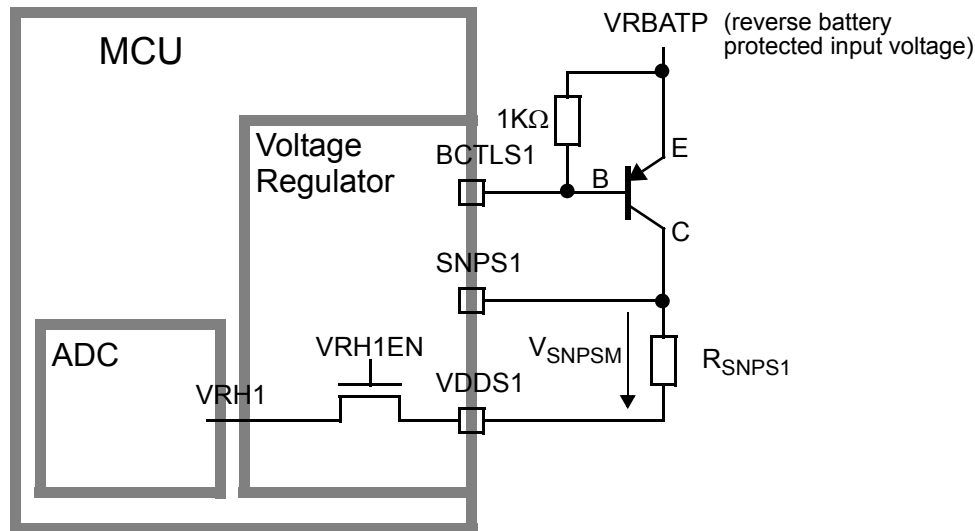 VRBATP (reverse battery
protected input voltage)
MCU
1KΩ
Voltage
Regulator
BCTLS1
B
E
C
SNPS1
ADC
VRH1EN
VSNPSM
RSNPS1
VRH1
VDDS1